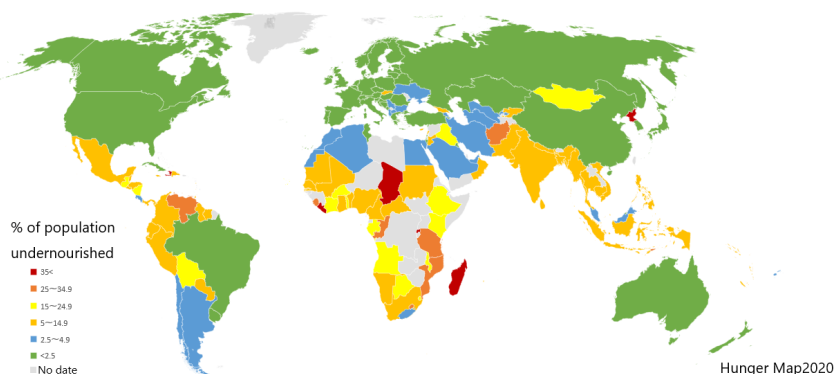 % of population
undernourished
35<
25~34.9
15~24.9
5~14.9
2.5~4.9
<2.5
No date
Hunger Map2020